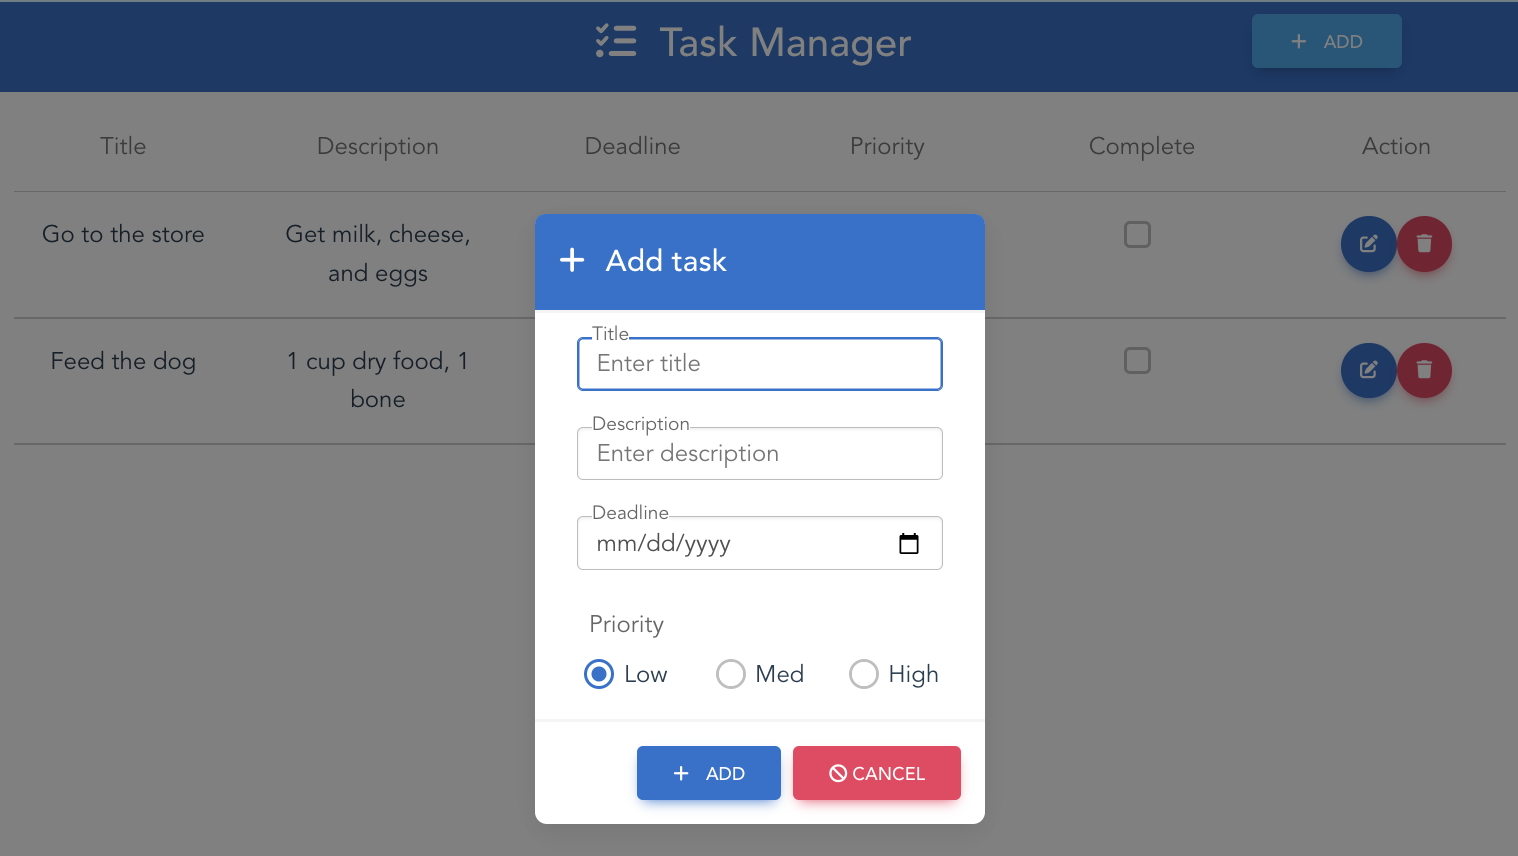 Task Manager
ADD
Title Description Deadline Priority Complete Action
Go to the store
Get milk, cheese,
and eggs
Feed the dog
1 cup dry food, 1
bone
Add task
Title
Enter title
Description
Enter description
Deadline
mm/dd/yyyy
Priority
Low Med High
ADD CANCEL